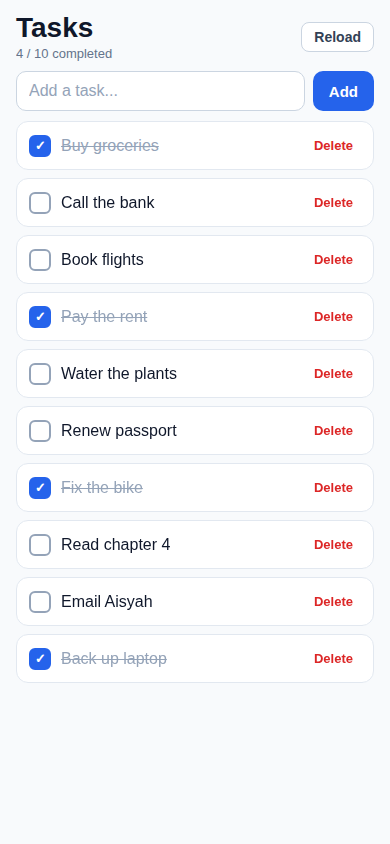 Tasks
4 / 10 completed
Reload
Add a task...
Add
Buy groceries
Delete
Call the bank
Delete
Book flights
Delete
Pay the rent
Delete
Water the plants
Delete
Renew passport
Delete
Fix the bike
Delete
Read chapter 4
Delete
Email Aisyah
Delete
Back up laptop
Delete